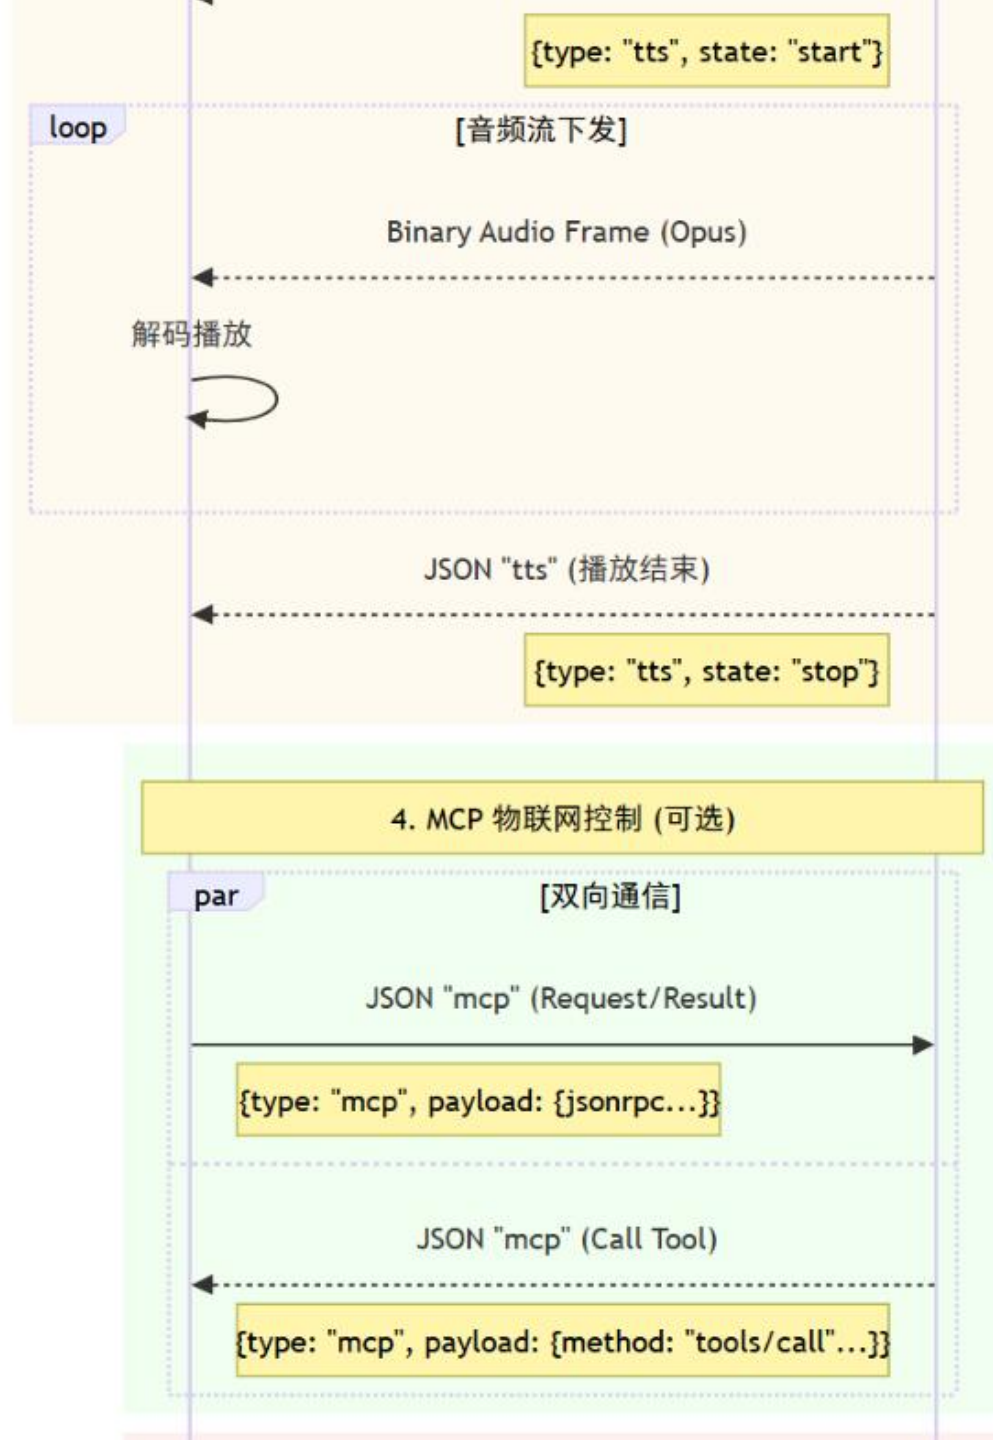 {type: "tts", state: "start"}
loop
[音频流下发]
Binary Audio Frame (Opus)
解码播放
JSON "tts" (播放结束)
{type: "tts", state: "stop"}
4. MCP 物联网控制 (可选)
par
[双向通信]
JSON "mcp" (Request/Result)
{type: "mcp", payload: {jsonrpc...}}
JSON "mcp" (Call Tool)
{type: "mcp", payload: {method: "tools/call"...}}